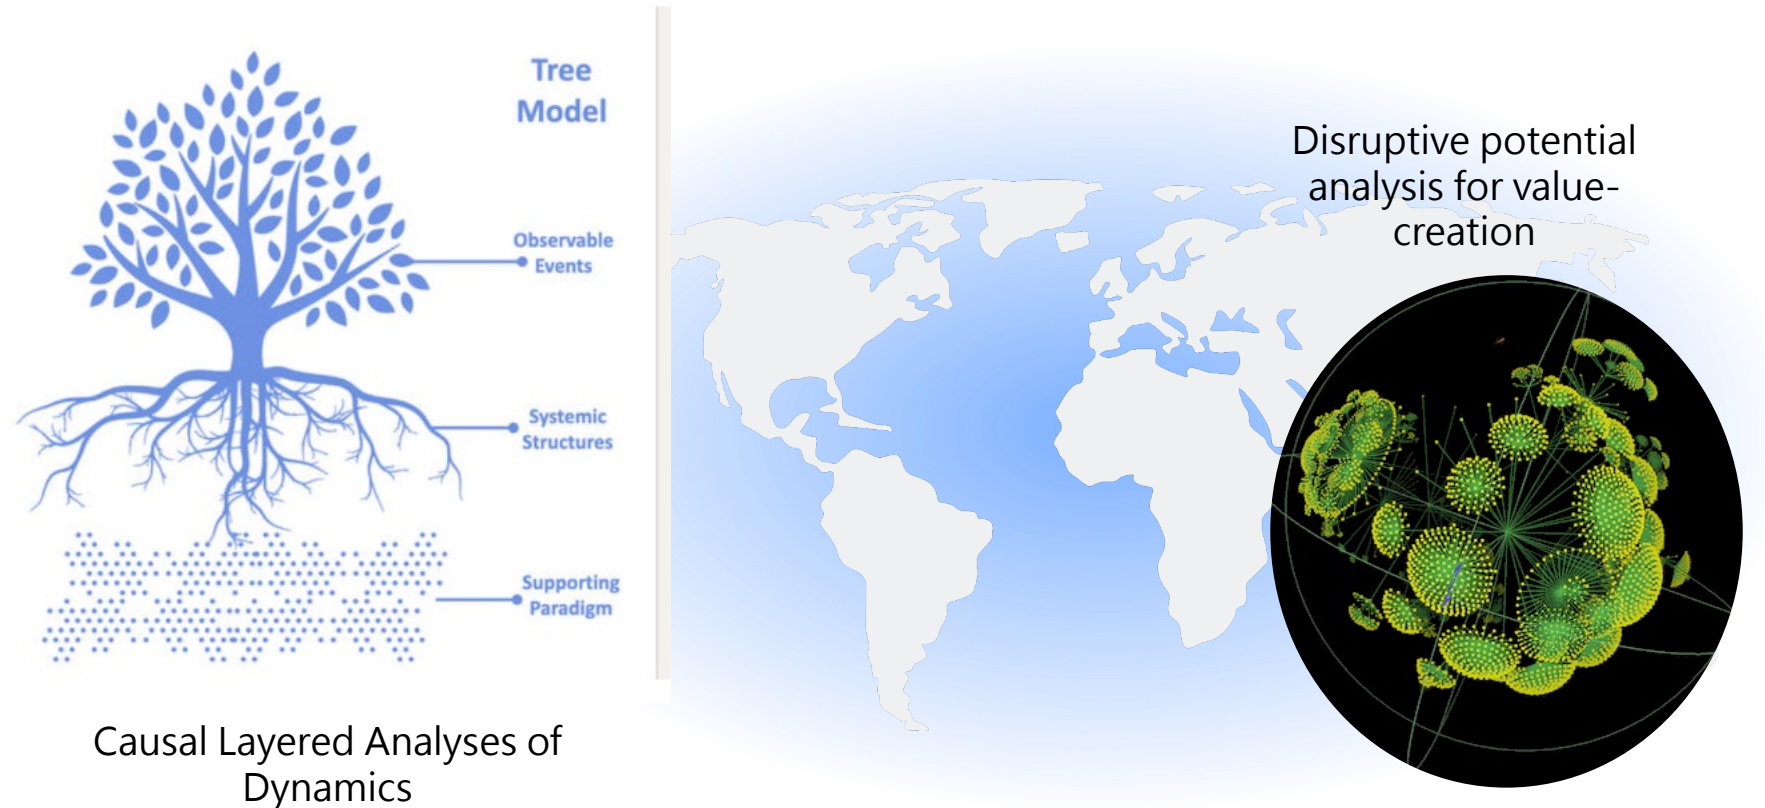 Tree
Model
Observable
Events
Systemic
Structures
Supporting
Paradigm
Causal Layered Analyses of
Dynamics
Disruptive potential
analysis for value-
creation